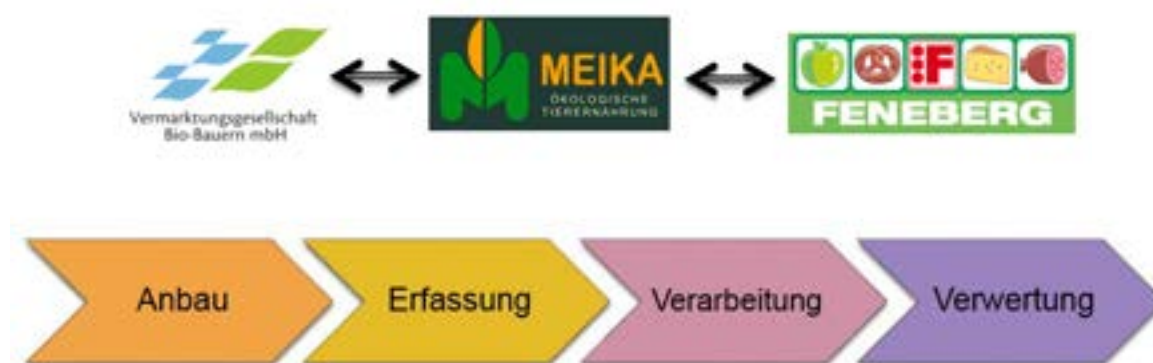 Vermarktungsgesellschaft
Bio-Bauern mbH
MEIKA
ÖKOLOGISCHE
TIERERNÄHRUNG
:F
FENEBERG
Anbau
Erfassung
Verarbeitung
Verwertung